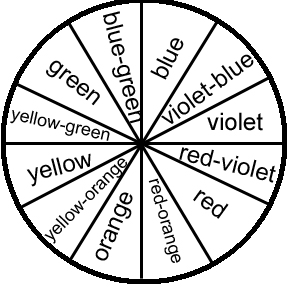 blue-green
blue
green
violet-blue
yellow-green
violet
yellow
red-violet
yellow-orange
red
orange
red-orange